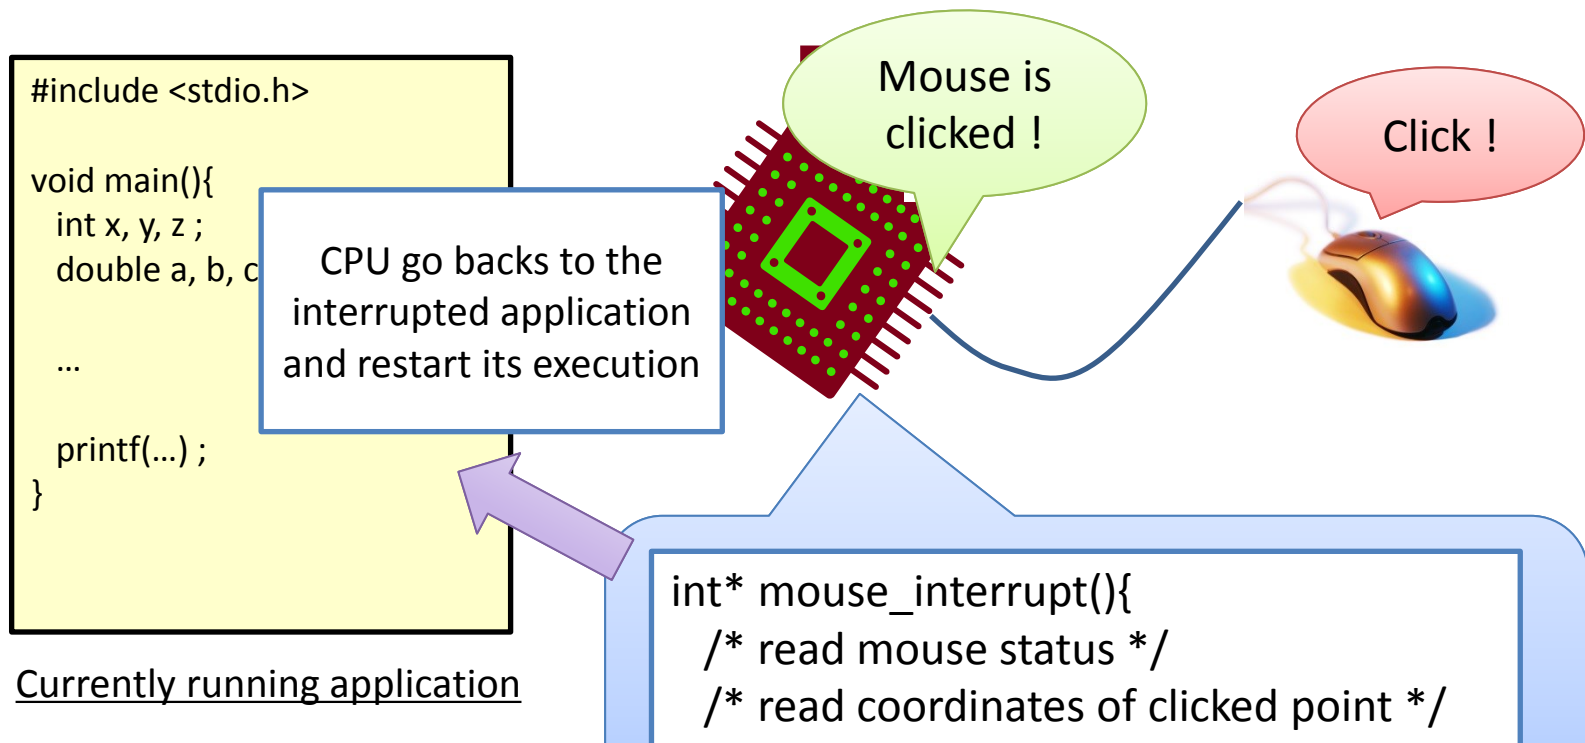 #include <stdio.h>
void main(){
int x, y, z ;
double a, b, c
…
printf(…) ;
}
Currently running application
CPU go backs to the
interrupted application
and restart its execution
Mouse is
clicked !
Click !
int* mouse_interrupt(){
/* read mouse status */
/* read coordinates of clicked point */